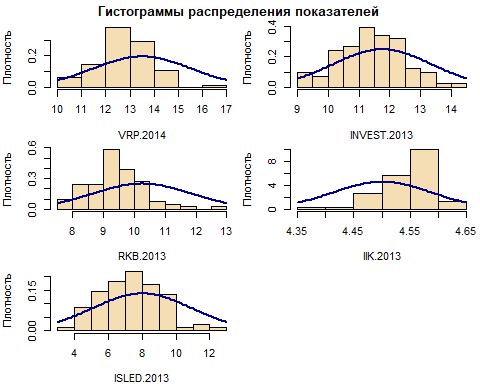 Гистограммы распределения показателей
Плотность
0.0 0.2
10 11 12 13 14 15 16 17
VRP.2014
Плотность
0.0 0.2 0.4
9 10 11 12 13 14
INVEST.2013
Плотность
0.0 0.3 0.6
8 9 10 11 12 13
RKB.2013
Плотность
0 4 8
4.35 4.45 4.55 4.65
IIK.2013
Плотность
0.00 0.15
4 6 8 10 12
ISLED.2013